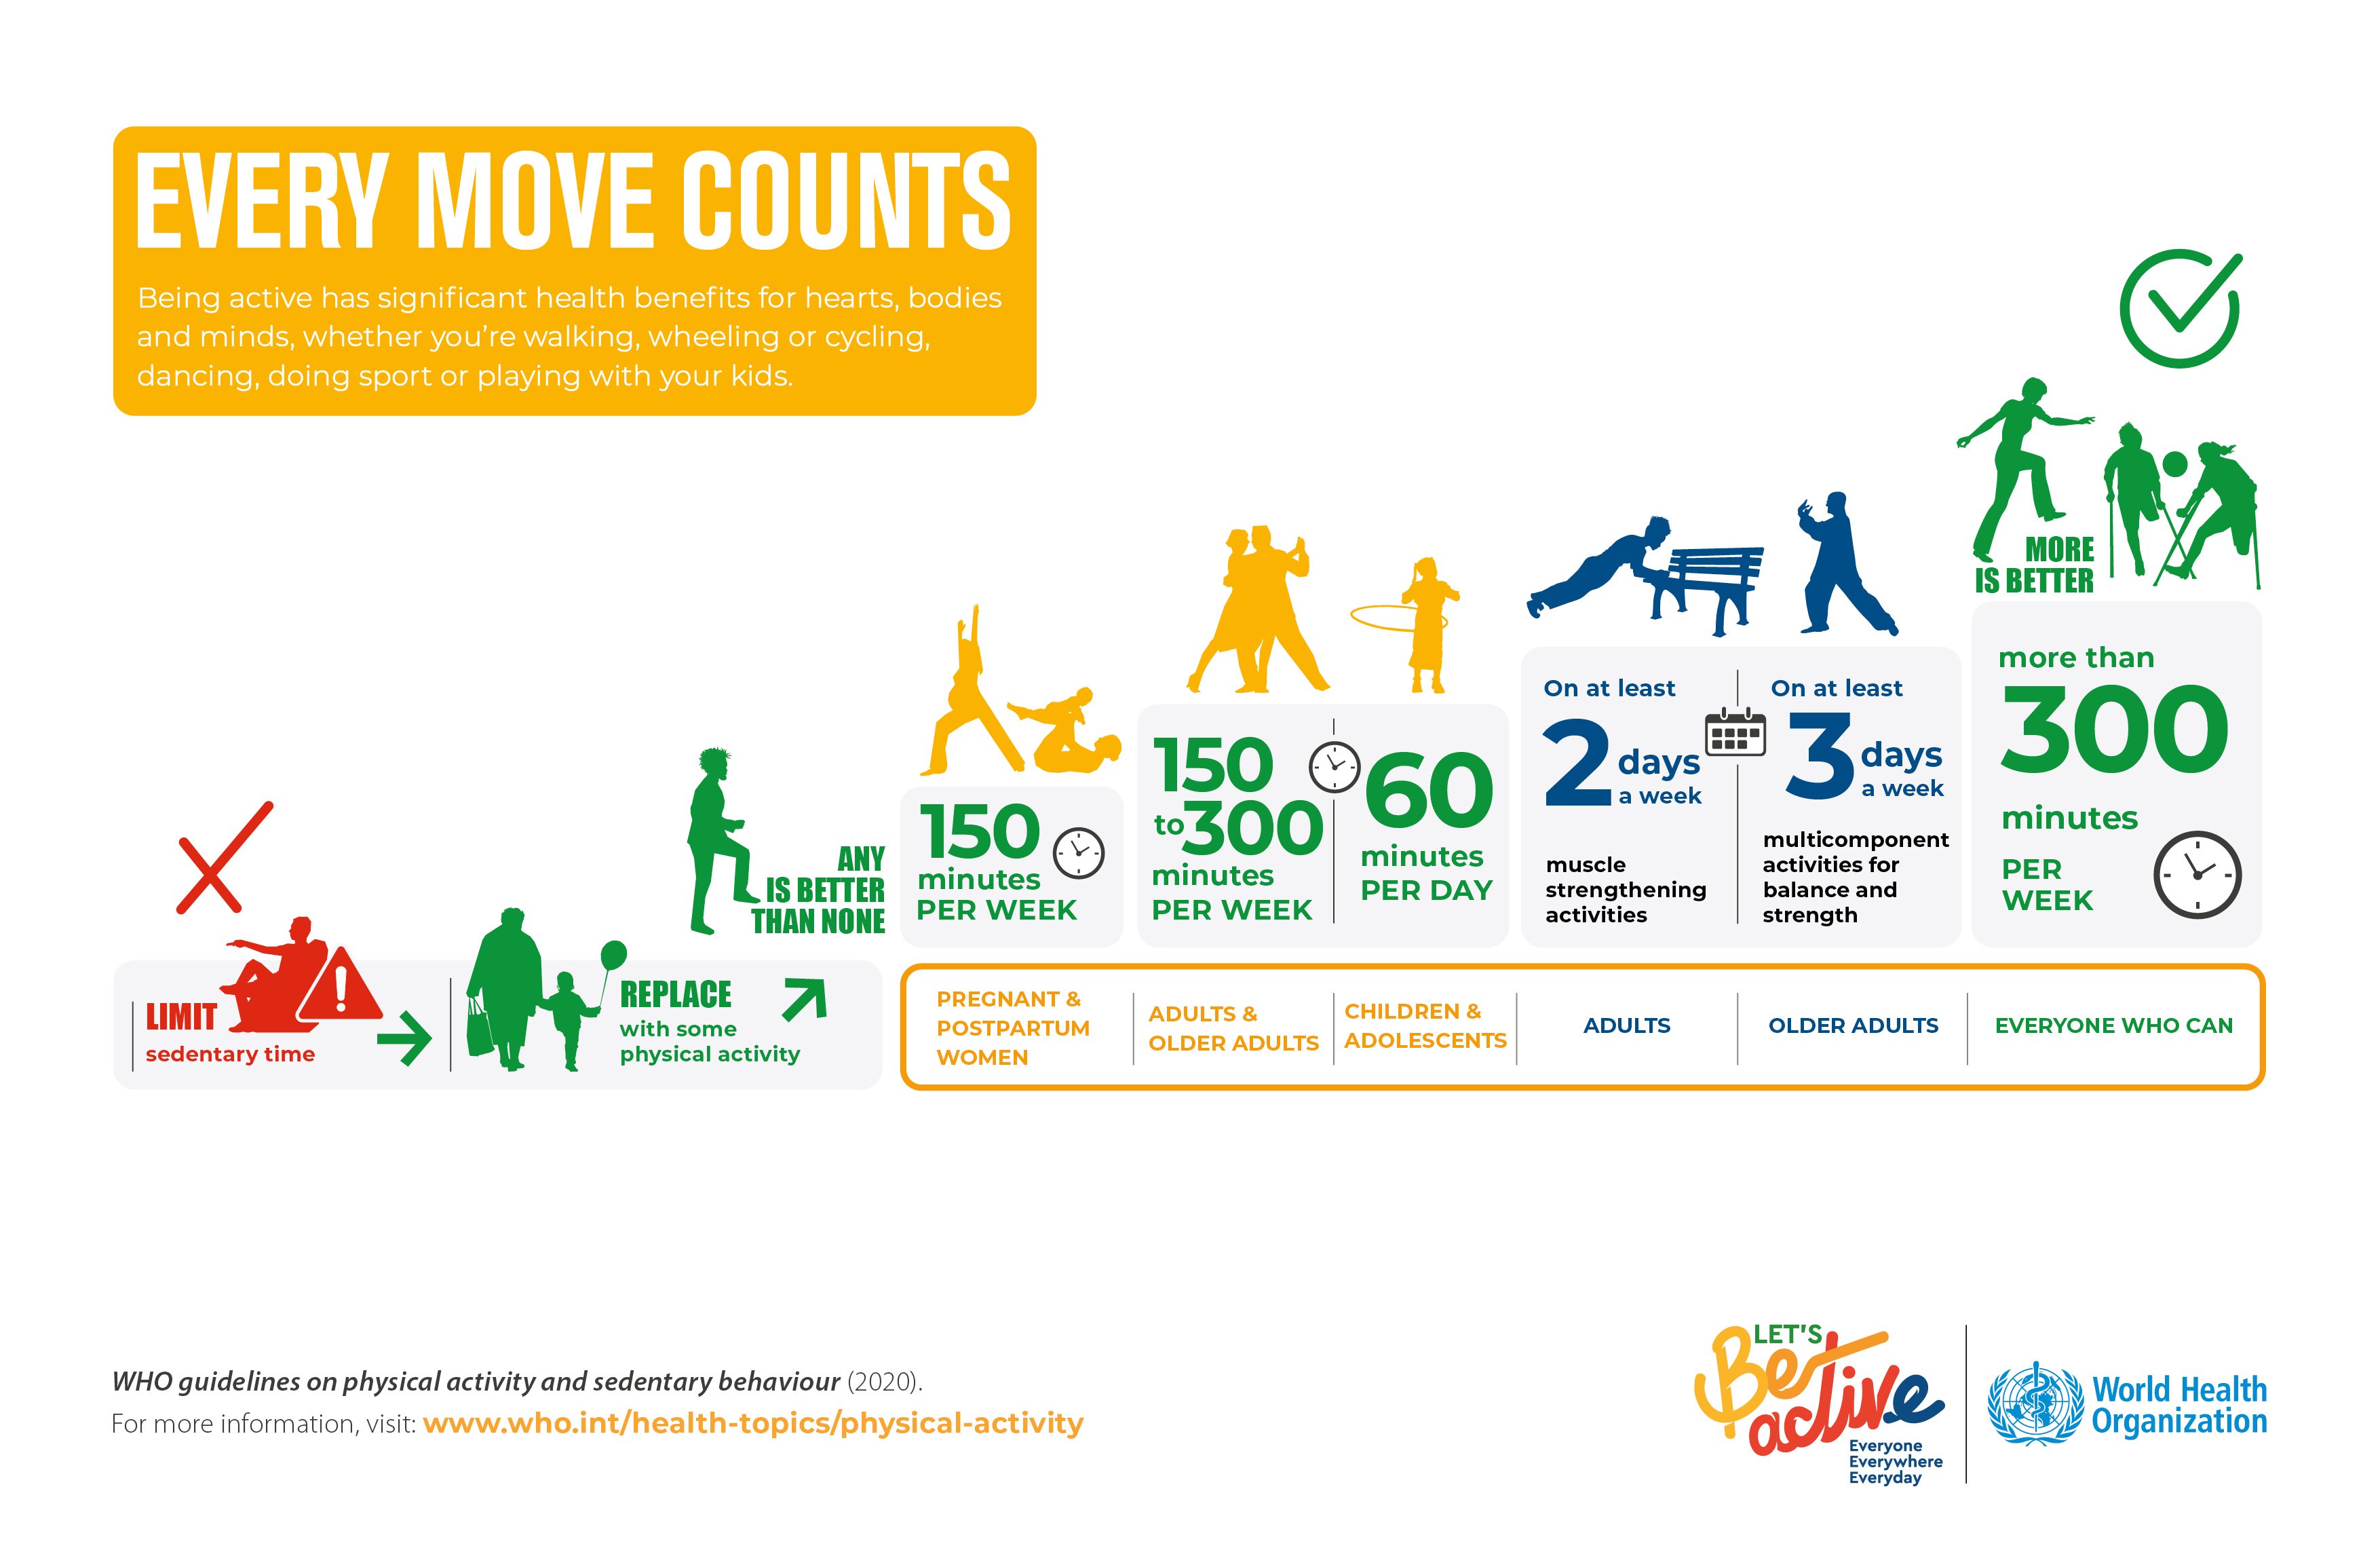 EVERY MOVE COUNTS
Being active has significant health benefits for hearts, bodies
and minds, whether you're walking, wheeling or cycling,
dancing, doing sport or playing with your kids.
LIMIT
sedentary time
REPLACE
with some
physical activity
ANY
IS BETTER
THAN NONE
150
minutes
PER WEEK
150
to 300
minutes
PER WEEK
60
minutes
PER DAY
On at least
2 days
a week
muscle
strengthening
activities
On at least
3 days
a week
multicomponent
activities for
balance and
strength
MORE
IS BETTER
more than
300
minutes
PER
WEEK
PREGNANT &
POSTPARTUM
WOMEN
ADULTS &
OLDER ADULTS
CHILDREN &
ADOLESCENTS
ADULTS
OLDER ADULTS
EVERYONE WHO CAN
WHO guidelines on physical activity and sedentary behaviour (2020).
For more information, visit: www.who.int/health-topics/physical-activity
LET'S
Be
active
Everyone
Everywhere
Everyday
World Health
Organization